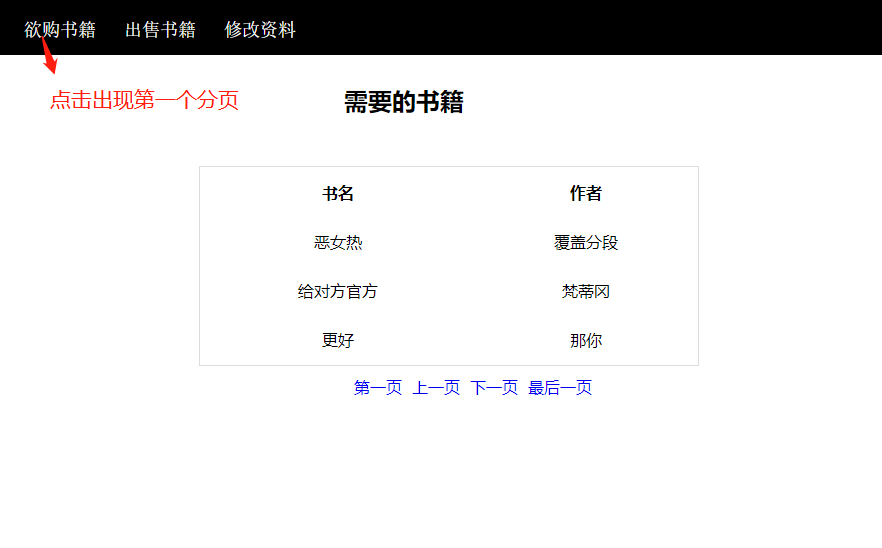 欲购书籍 出售书籍 修改资料
点击出现第一个分页
需要的书籍
书名 作者
恶女热 覆盖分段
给对方官方 梵蒂冈
更好 那你
第一页 上一页 下一页 最后一页